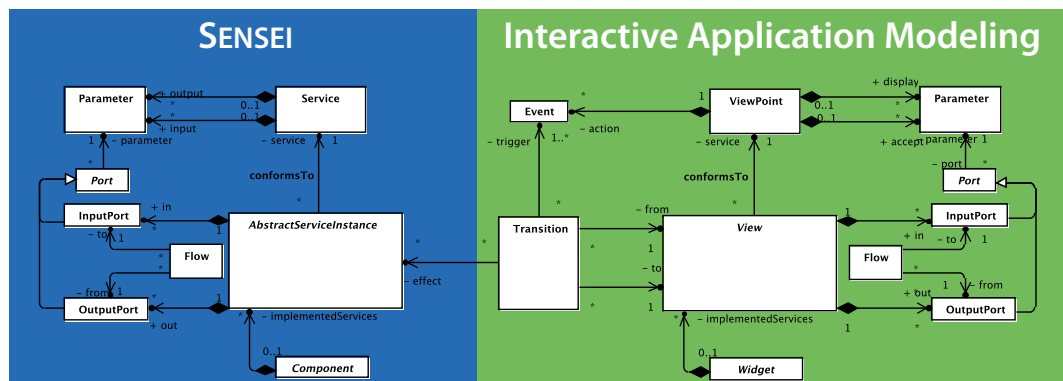 SENSEI
Interactive Application Modeling
Parameter
+ output
*
0..1
Service
*
0..1
+ input
1
- parameter
- service
1
*
Port
conformsTo
*
InputPort
+ in
*
1
AbstractServiceInstance
- to
1
Flow
*
*
- from
1
*
1
OutputPort
+ out
- implementedServices
*
0..1
Component
*
*
- effect
Event
*
1
- action
- trigger
1..*
ViewPoint
+ display
0..1
*
0..1
*
+ accept
Parameter
- parameter
1
- service
1
- port
*
Port
conformsTo
*
*
Transition
- from
*
1
- to
*
1
View
1
*
InputPort
+ in
- to
1
Flow
*
*
1
- from
+ out
*
1
OutputPort
- implementedServices
*
0..1
Widget